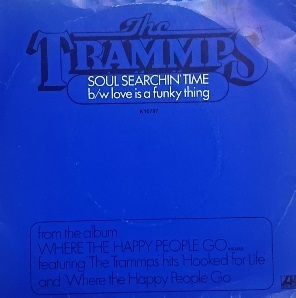 The
TRAMMPS
SOUL SEARCHIN' TIME
b/w love is a funky thing
from the album
WHERE THE HAPPY PEOPLE GO
featuring The Trammps hits 'Hooked for Life'
and 'Where the Happy People Go'